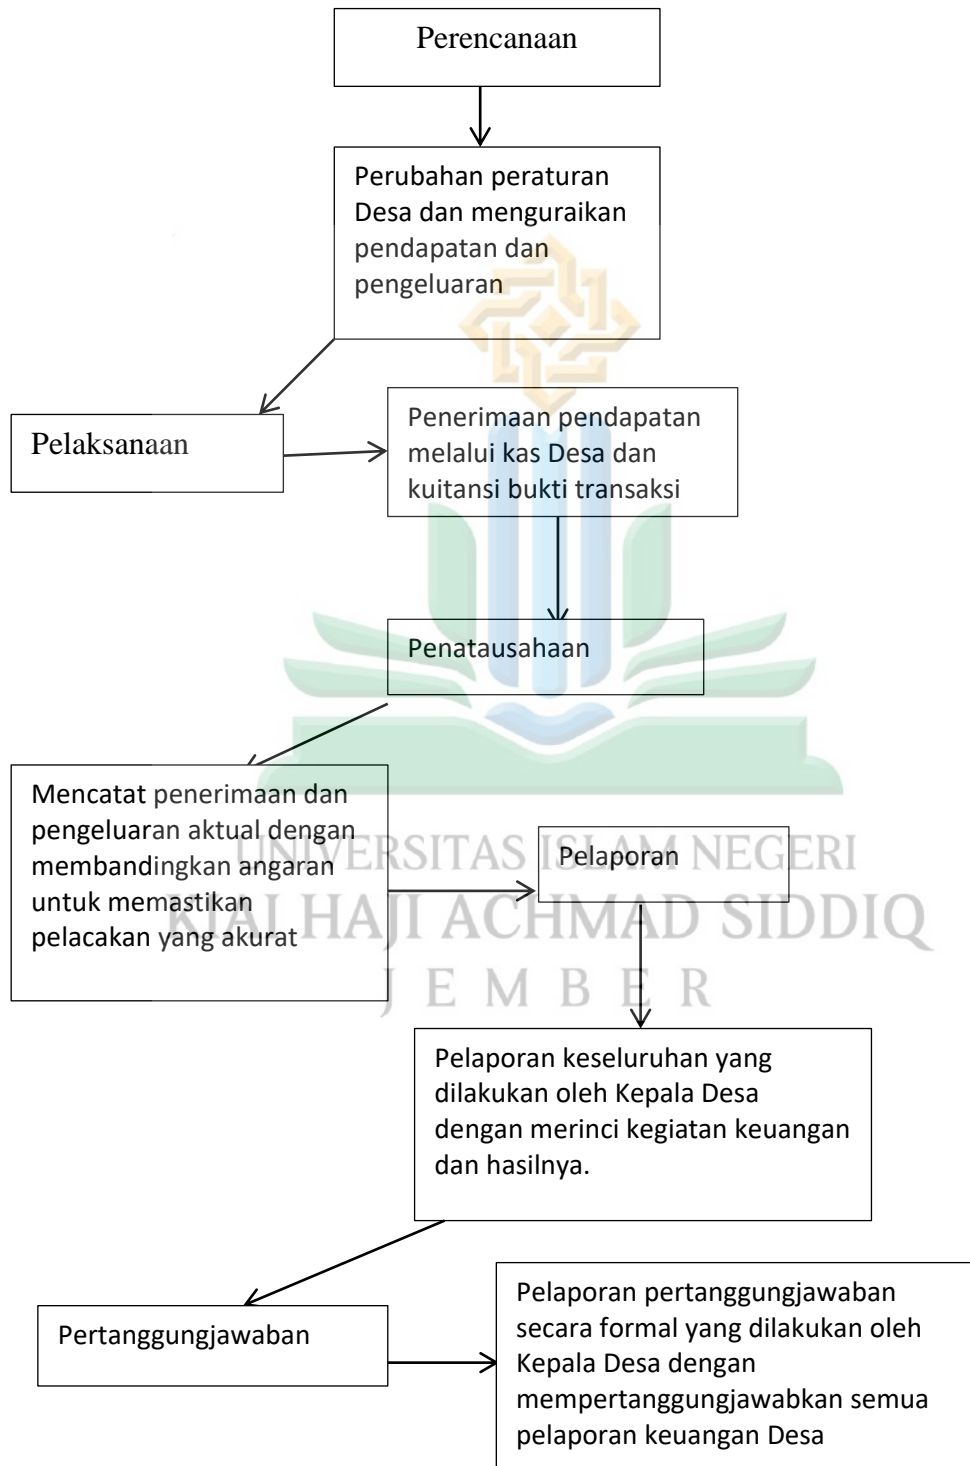 Perencanaan
Perubahan peraturan
Desa dan menguraikan
pendapatan dan
pengeluaran
Pelaksanaan
Penerimaan pendapatan
melalui kas Desa dan
kuitansi bukti transaksi
Penatausahaan
Mencatat penerimaan dan
pengeluaran aktual dengan
membandingkan angaran
untuk memastikan
pelacakan yang akurat
Pelaporan
UNIVERSITAS ISLAM NEGERI
KIAI HAJI ACHMAD SIDDIQ
JEMBER
Pelaporan keseluruhan yang
dilakukan oleh Kepala Desa
dengan merinci kegiatan keuangan
dan hasilnya.
Pertanggungjawaban
Pelaporan pertanggungjawaban
secara formal yang dilakukan oleh
Kepala Desa dengan
mempertanggungjawabkan semua
pelaporan keuangan Desa